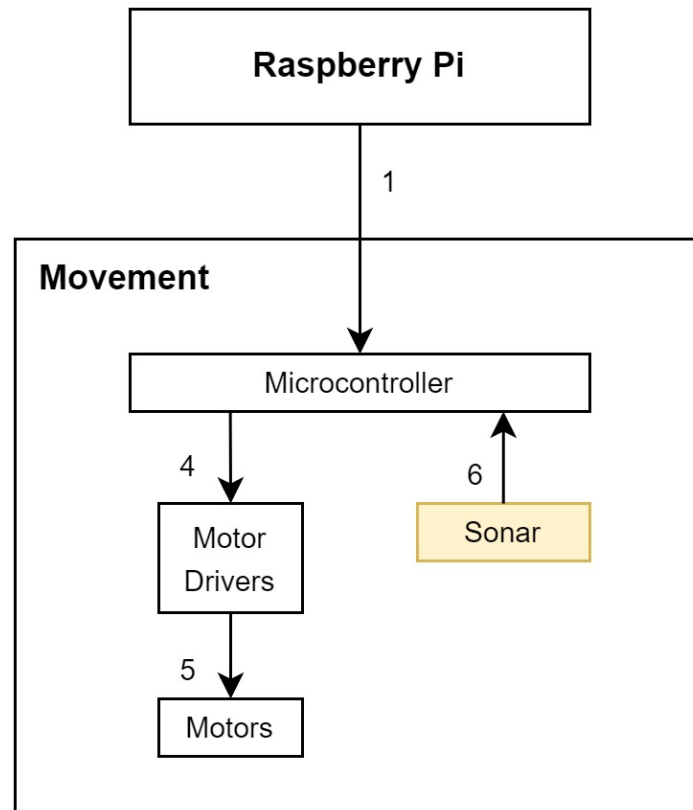 Raspberry Pi
1
Movement
Microcontroller
4
6
Motor
Drivers
Sonar
5
Motors